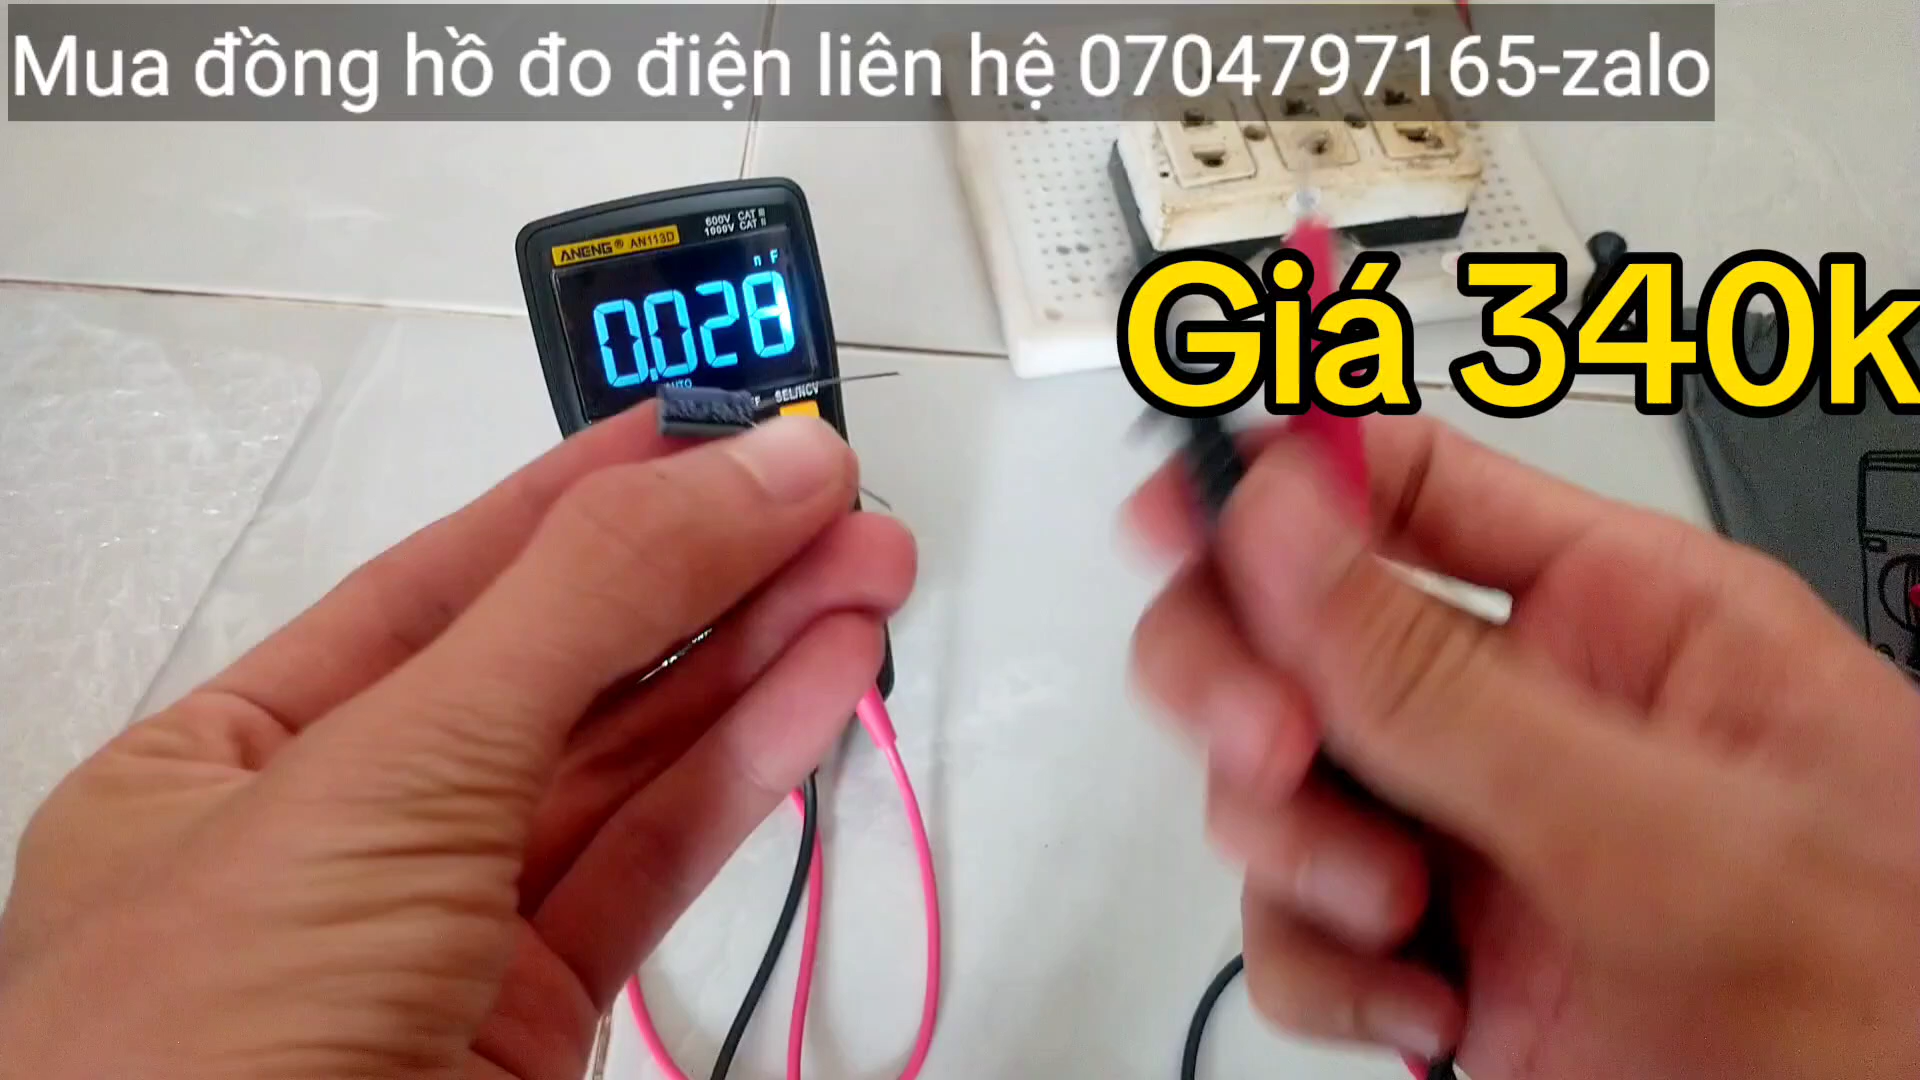 Mua đồng hồ đo điện liên hệ 0704797165-zalo
600V CAT III
1000V CAT II
ANENG® AN113D
n F
0.028
AUTO
SEL/NCV
Giá 340k